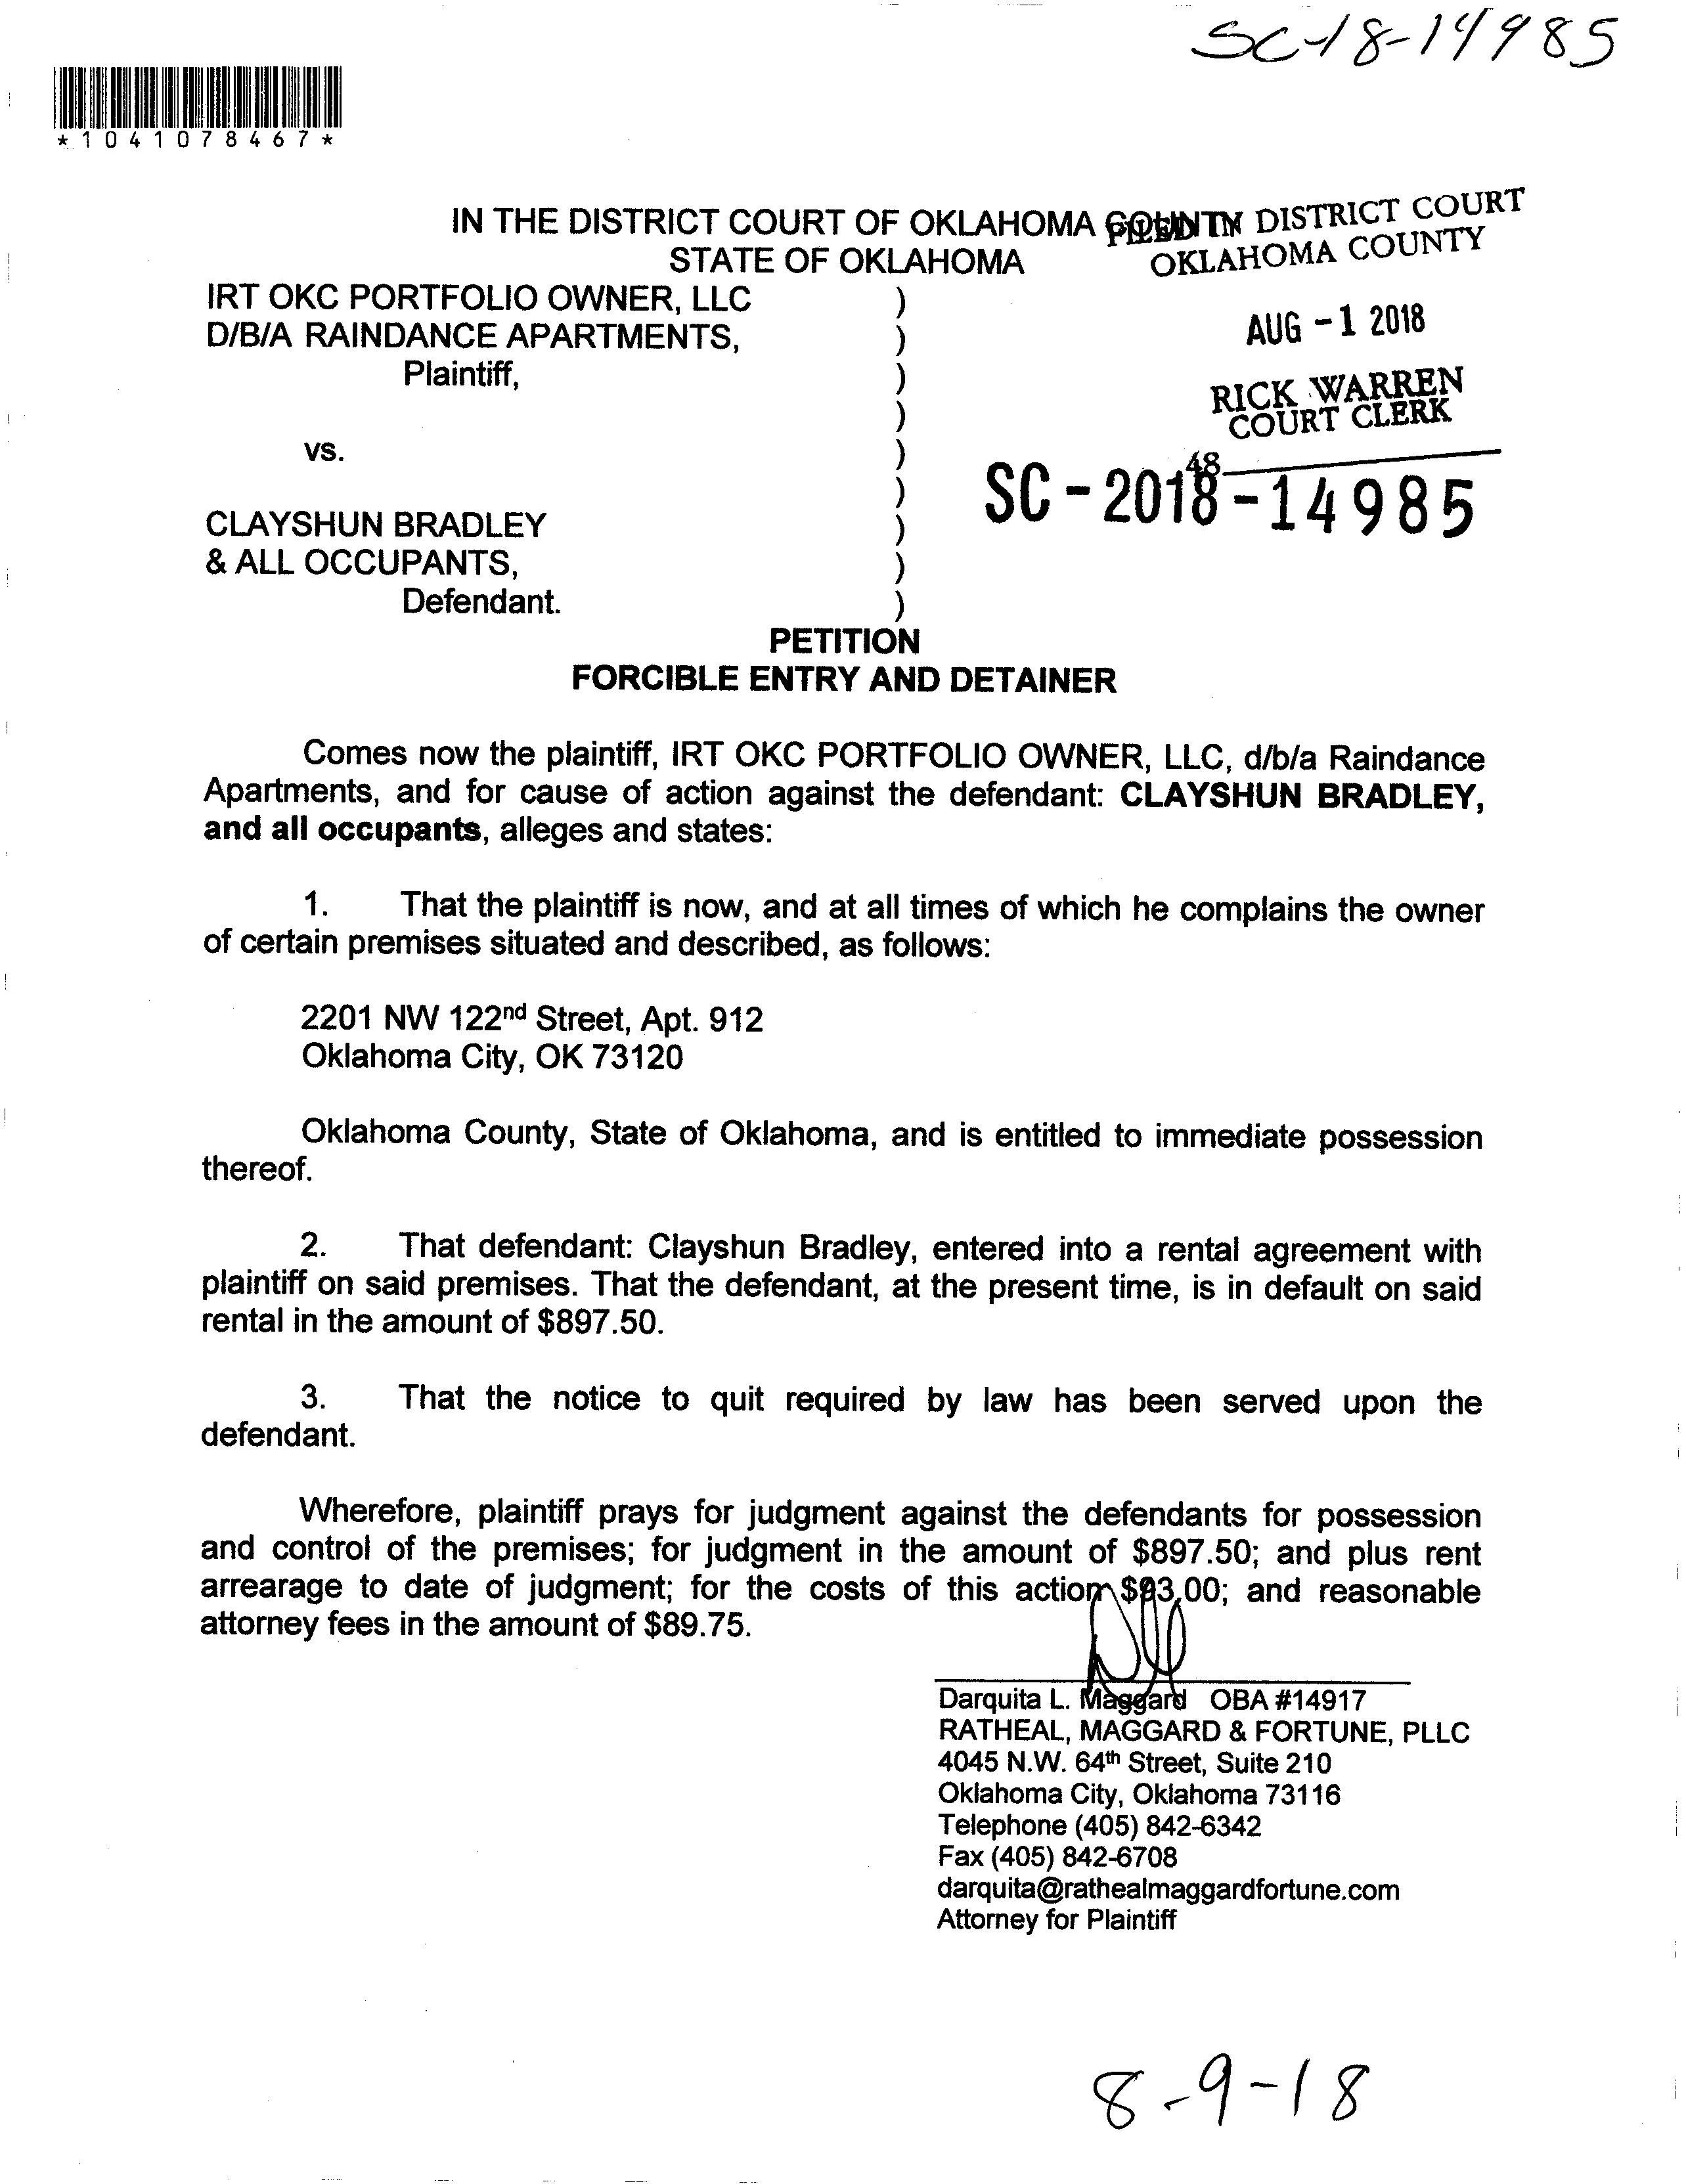 SC-18-14985
*1041078467*
IN THE DISTRICT COURT OF OKLAHOMA COUNTY
STATE OF OKLAHOMA
FILED IN DISTRICT COURT
OKLAHOMA COUNTY
AUG -1 2018
RICK WARREN
COURT CLERK
48
SC-2018-14985
IRT OKC PORTFOLIO OWNER, LLC )
D/B/A RAINDANCE APARTMENTS, )
Plaintiff, )
)
vs. )
)
CLAYSHUN BRADLEY )
& ALL OCCUPANTS, )
Defendant. )
PETITION
FORCIBLE ENTRY AND DETAINER
Comes now the plaintiff, IRT OKC PORTFOLIO OWNER, LLC, d/b/a Raindance
Apartments, and for cause of action against the defendant: CLAYSHUN BRADLEY,
and all occupants, alleges and states:
1. That the plaintiff is now, and at all times of which he complains the owner
of certain premises situated and described, as follows:
2201 NW 122nd Street, Apt. 912
Oklahoma City, OK 73120
Oklahoma County, State of Oklahoma, and is entitled to immediate possession
thereof.
2. That defendant: Clayshun Bradley, entered into a rental agreement with
plaintiff on said premises. That the defendant, at the present time, is in default on said
rental in the amount of $897.50.
3. That the notice to quit required by law has been served upon the
defendant.
Wherefore, plaintiff prays for judgment against the defendants for possession
and control of the premises; for judgment in the amount of $897.50; and plus rent
arrearage to date of judgment; for the costs of this action and reasonable
attorney fees in the amount of $89.75.
Darquita L. Maggard OBA #14917
RATHEAL, MAGGARD & FORTUNE, PLLC
4045 N.W. 64th Street, Suite 210
Oklahoma City, Oklahoma 73116
Telephone (405) 842-6342
Fax (405) 842-6708
darquita@rathealmaggardfortune.com
Attorney for Plaintiff
8-9-18